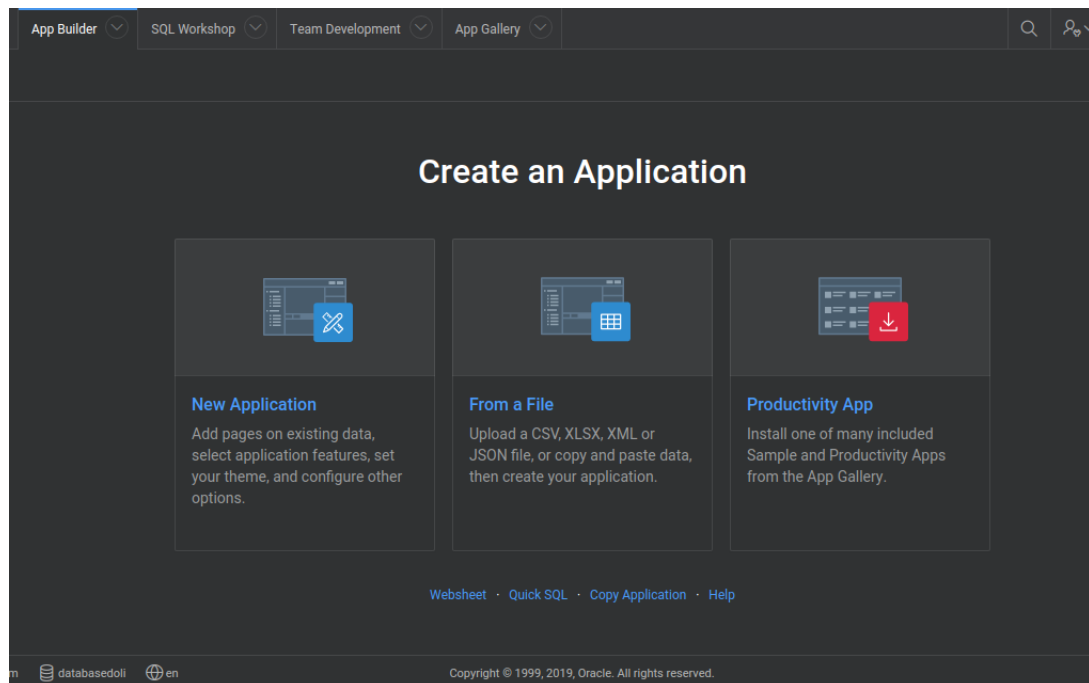 App Builder SQL Workshop Team Development App Gallery
Create an Application
New Application
Add pages on existing data,
select application features, set
your theme, and configure other
options.
From a File
Upload a CSV, XLSX, XML or
JSON file, or copy and paste data,
then create your application.
Productivity App
Install one of many included
Sample and Productivity Apps
from the App Gallery.
Websheet · Quick SQL · Copy Application · Help
m databasedoli en Copyright © 1999, 2019, Oracle. All rights reserved.